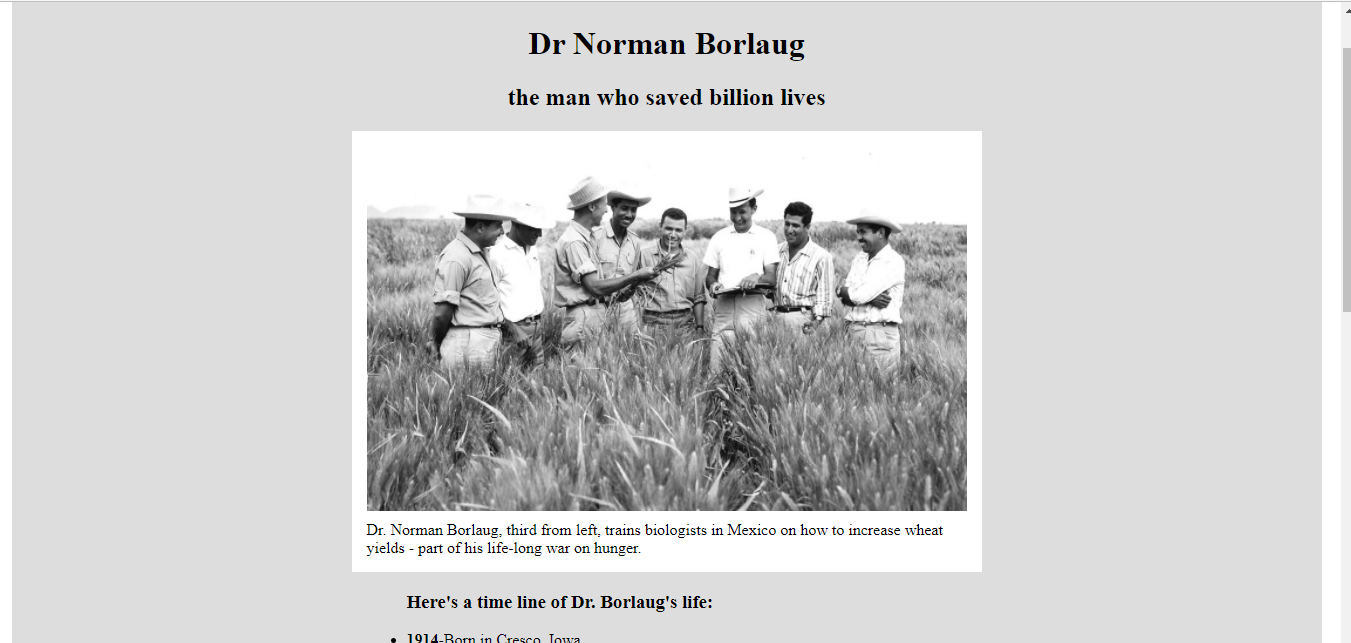 Dr Norman Borlaug
the man who saved billion lives
Dr. Norman Borlaug, third from left, trains biologists in Mexico on how to increase wheat
yields - part of his life-long war on hunger.
Here's a time line of Dr. Borlaug's life:
• 1914-Born in Cresco, Iowa